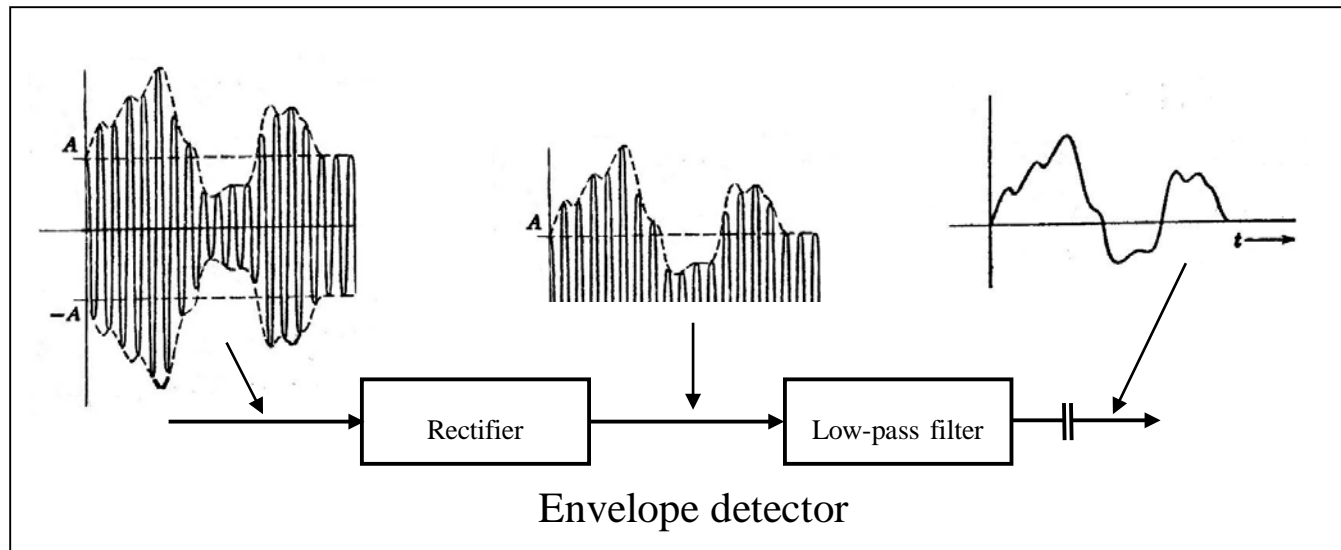 A
-A
A
t
Rectifier
Low-pass filter
Envelope detector